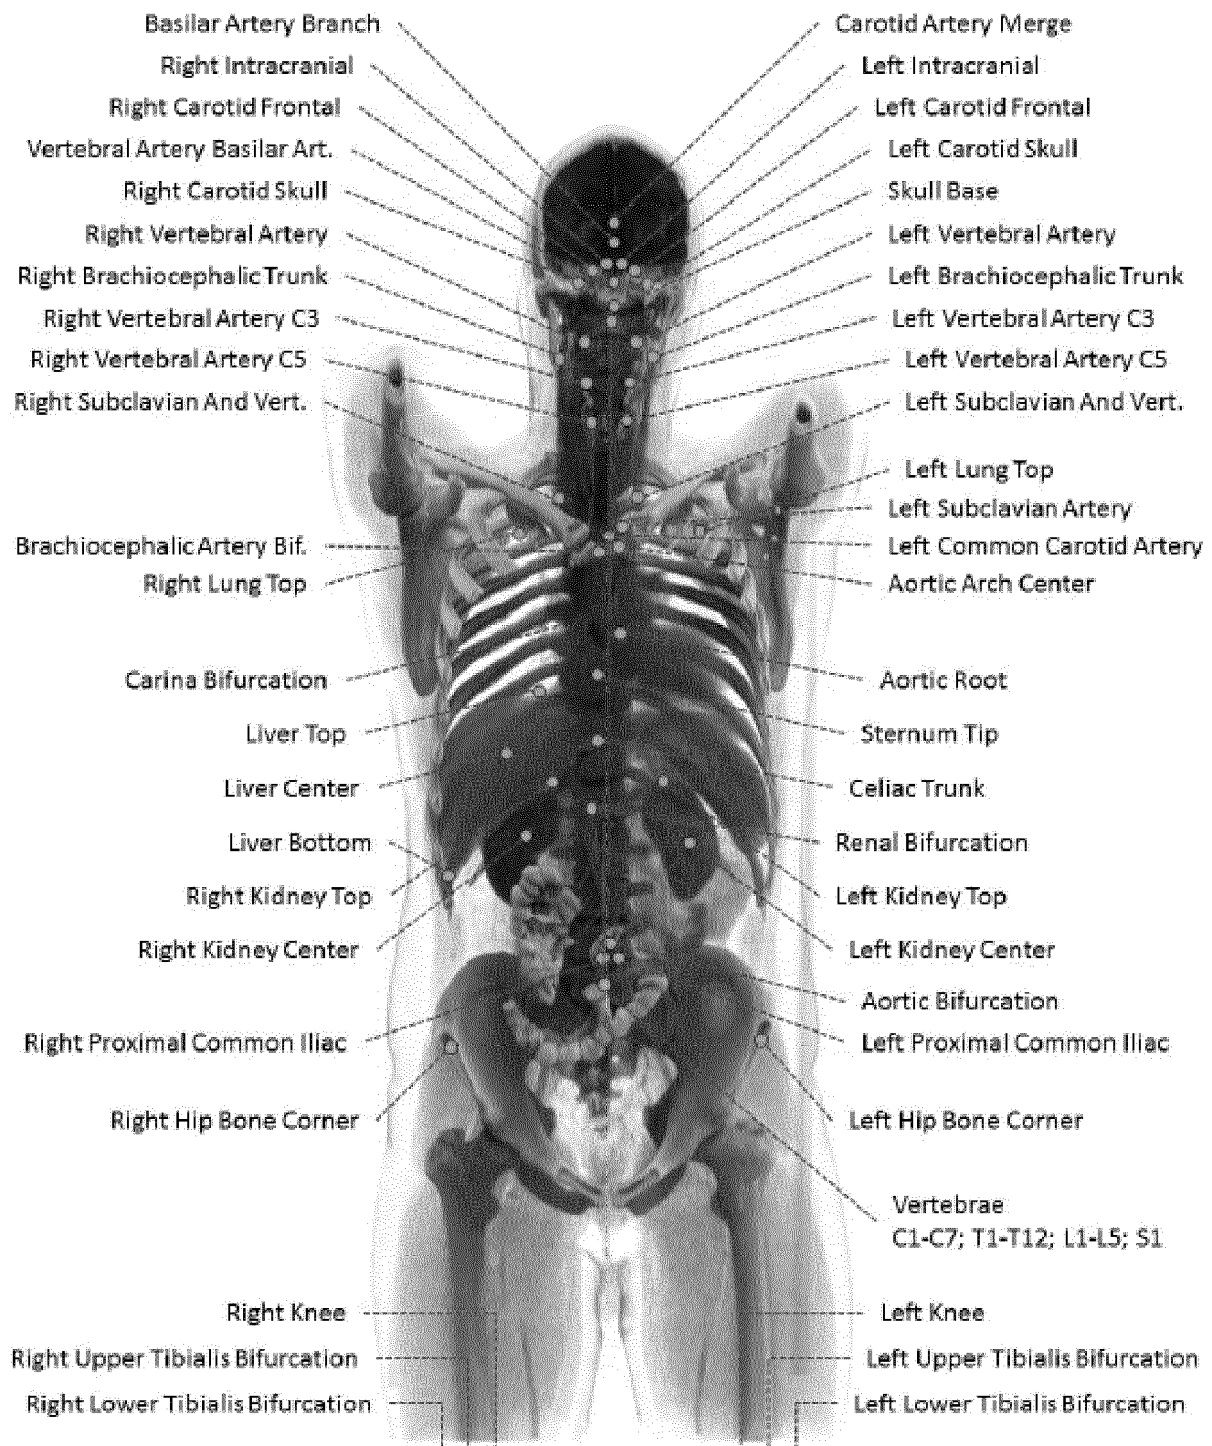 Basilar Artery Branch
Right Intracranial
Right Carotid Frontal
Vertebral Artery Basilar Art.
Right Carotid Skull
Right Vertebral Artery
Right Brachiocephalic Trunk
Right Vertebral Artery C3
Right Vertebral Artery C5
Right Subclavian And Vert.
Brachiocephalic Artery Bif.
Right Lung Top
Carina Bifurcation
Liver Top
Liver Center
Liver Bottom
Right Kidney Top
Right Kidney Center
Right Proximal Common Iliac
Right Hip Bone Corner
Right Knee
Right Upper Tibialis Bifurcation
Right Lower Tibialis Bifurcation
Carotid Artery Merge
Left Intracranial
Left Carotid Frontal
Left Carotid Skull
Skull Base
Left Vertebral Artery
Left Brachiocephalic Trunk
Left Vertebral Artery C3
Left Vertebral Artery C5
Left Subclavian And Vert.
Left Lung Top
Left Subclavian Artery
Left Common Carotid Artery
Aortic Arch Center
Aortic Root
Sternum Tip
Celiac Trunk
Renal Bifurcation
Left Kidney Top
Left Kidney Center
Aortic Bifurcation
Left Proximal Common Iliac
Left Hip Bone Corner
Vertebrae
C1-C7; T1-T12; L1-L5; S1
Left Knee
Left Upper Tibialis Bifurcation
Left Lower Tibialis Bifurcation